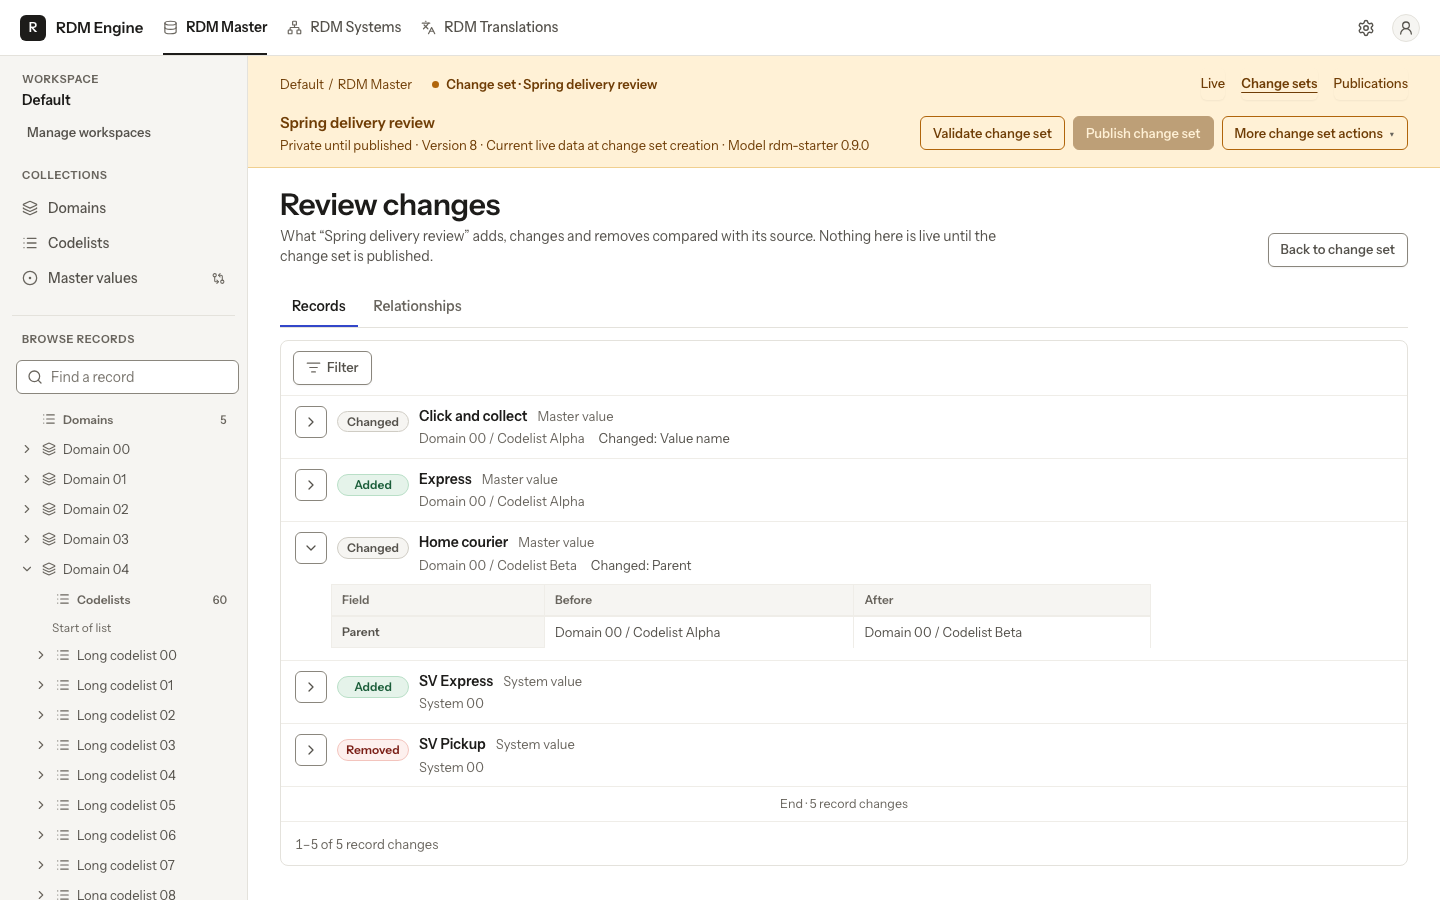 R RDM Engine RDM Master RDM Systems RDM Translations
WORKSPACE
Default
Manage workspaces
COLLECTIONS
Domains
Codelists
Master values
BROWSE RECORDS
Find a record
Domains 5
Domain 00
Domain 01
Domain 02
Domain 03
Domain 04
Codelists 60
Start of list
Long codelist 00
Long codelist 01
Long codelist 02
Long codelist 03
Long codelist 04
Long codelist 05
Long codelist 06
Long codelist 07
Long codelist 08
Default / RDM Master Change set · Spring delivery review Live Change sets Publications
Spring delivery review
Private until published · Version 8 · Current live data at change set creation · Model rdm-starter 0.9.0
Validate change set Publish change set More change set actions
Review changes
What “Spring delivery review” adds, changes and removes compared with its source. Nothing here is live until the
change set is published.
Back to change set
Records Relationships
Filter
Changed Click and collect Master value
Domain 00 / Codelist Alpha Changed: Value name
Added Express Master value
Domain 00 / Codelist Alpha
Changed Home courier Master value
Domain 00 / Codelist Beta Changed: Parent
Field Before After
Parent Domain 00 / Codelist Alpha Domain 00 / Codelist Beta
Added SV Express System value
System 00
Removed SV Pickup System value
System 00
End · 5 record changes
1–5 of 5 record changes